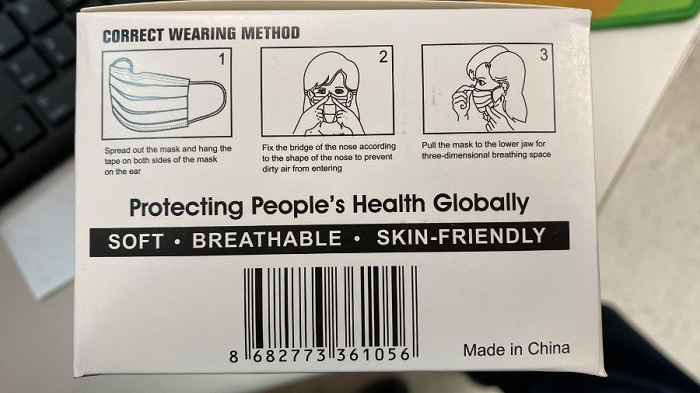 CORRECT WEARING METHOD
1
2
3
Spread out the mask and hang the
tape on both sides of the mask
on the ear
Fix the bridge of the nose according
to the shape of the nose to prevent
dirty air from entering
Pull the mask to the lower jaw for
three-dimensional breathing space
Protecting People's Health Globally
SOFT • BREATHABLE • SKIN-FRIENDLY
8 682773 361056
Made in China